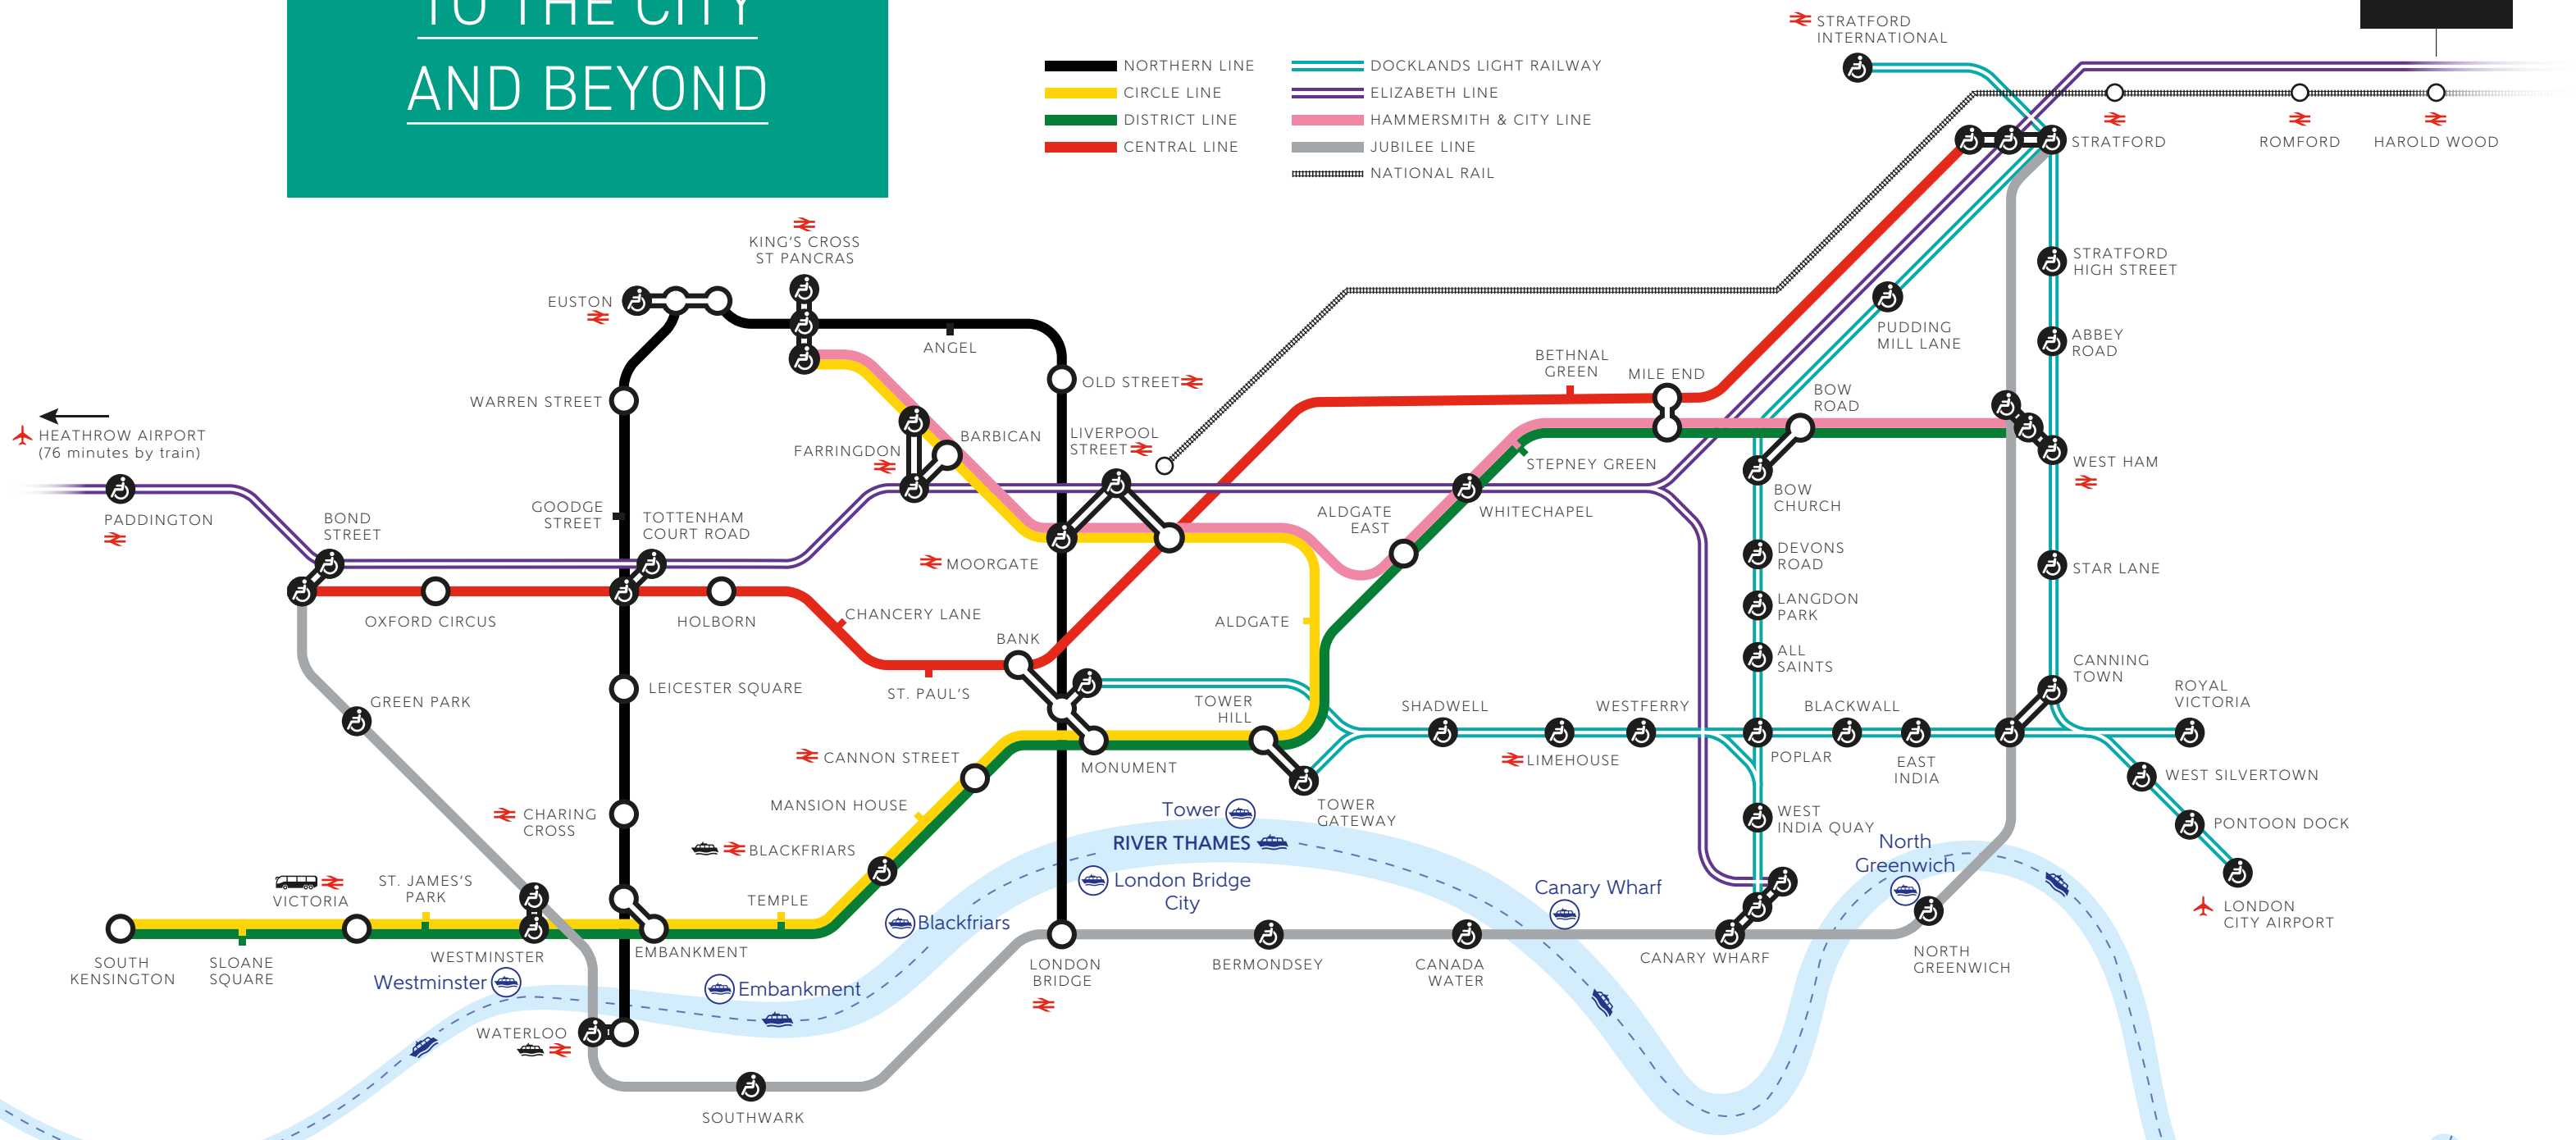 TO THE CITY
AND BEYOND
NORTHERN LINE
CIRCLE LINE
DISTRICT LINE
CENTRAL LINE
DOCKLANDS LIGHT RAILWAY
ELIZABETH LINE
HAMMERSMITH & CITY LINE
JUBILEE LINE
NATIONAL RAIL
STRATFORD
INTERNATIONAL
STRATFORD
ROMFORD
HAROLD WOOD
KING'S CROSS
ST PANCRAS
EUSTON
ANGEL
OLD STREET
WARREN STREET
HEATHROW AIRPORT
(76 minutes by train)
PADDINGTON
BOND
STREET
GOODGE
STREET
TOTTENHAM
COURT ROAD
FARRINGDON
BARBICAN
LIVERPOOL
STREET
MOORGATE
BETHNAL
GREEN
MILE END
BOW
ROAD
PUDDING
MILL LANE
STRATFORD
HIGH STREET
ABBEY
ROAD
WEST HAM
STEPNEY GREEN
WHITECHAPEL
ALDGATE
EAST
BOW
CHURCH
DEVONS
ROAD
LANGDON
PARK
ALL
SAINTS
STAR LANE
CANNING
TOWN
ROYAL
VICTORIA
OXFORD CIRCUS
HOLBORN
CHANCERY LANE
BANK
ST. PAUL'S
ALDGATE
LEICESTER SQUARE
GREEN PARK
TOWER
HILL
SHADWELL
WESTFERRY
BLACKWALL
LIMEHOUSE
POPLAR
EAST
INDIA
WEST SILVERTOWN
PONTOON DOCK
LONDON
CITY AIRPORT
CANNON STREET
MONUMENT
MANSION HOUSE
TOWER
GATEWAY
WEST
INDIA QUAY
CHARING
CROSS
BLACKFRIARS
Tower
RIVER THAMES
London Bridge
City
Canary Wharf
North
Greenwich
VICTORIA
ST. JAMES'S
PARK
TEMPLE
Blackfriars
SOUTH
KENSINGTON
SLOANE
SQUARE
WESTMINSTER
EMBANKMENT
Westminster
Embankment
LONDON
BRIDGE
BERMONDSEY
CANADA
WATER
CANARY WHARF
NORTH
GREENWICH
WATERLOO
SOUTHWARK